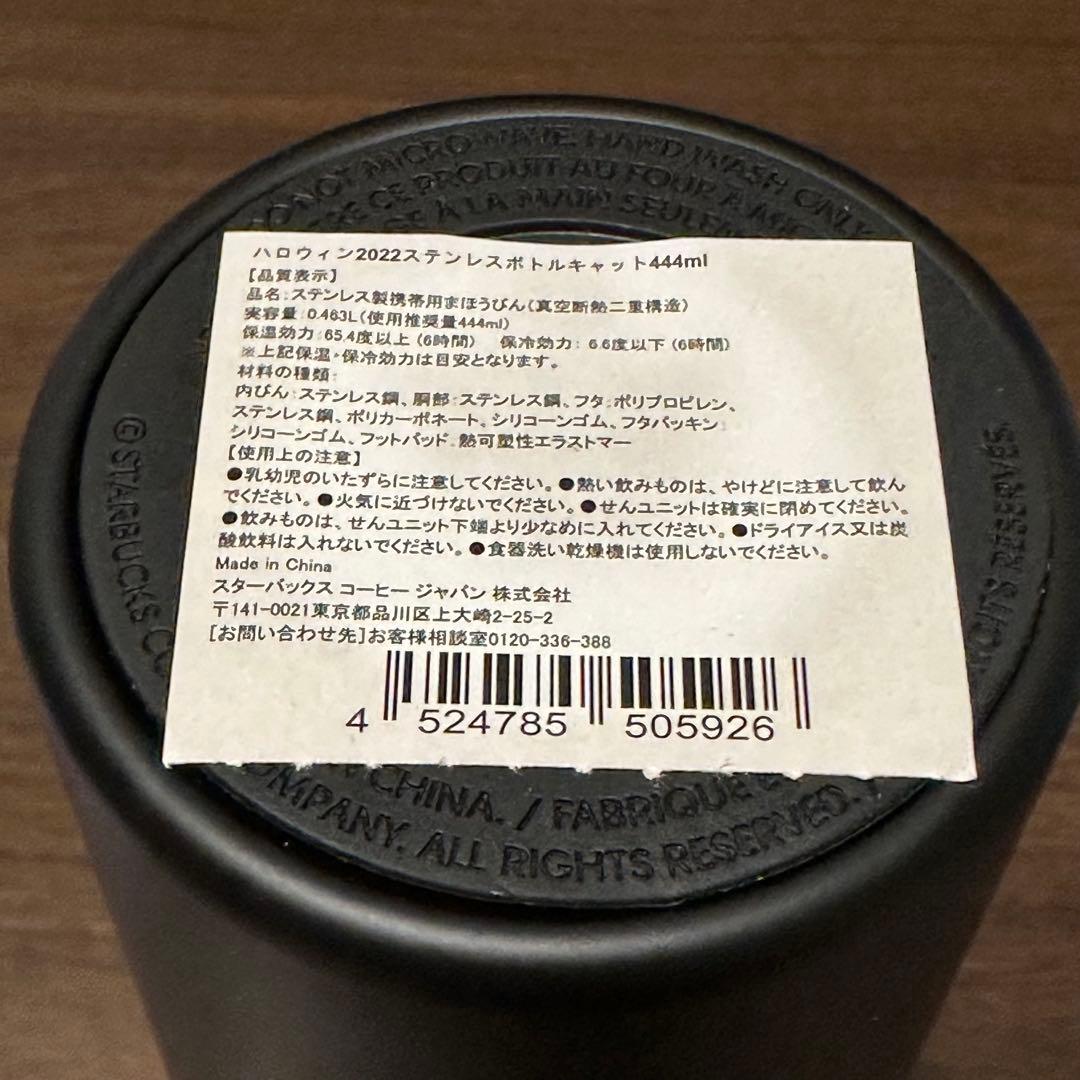 DO NOT MICROWAVE HAND WASH ONLY
CE PRODUIT AU FOUR À
À LA MAIN
ハロウィン2022ステンレスボトルキャット444ml
【品質表示】
品名:ステンレス製携帯用まほうびん(真空断熱二重構造)
実容量:0.463L(使用推奨量444ml)
保温効力:65.4度以上 (6時間) 保冷効力: 6.6度以下 (6時間)
※上記保温・保冷効力は目安となります。
材料の種類:
内びん:ステンレス鋼、胴部:ステンレス鋼、フタ:ポリプロピレン、
ステンレス鋼、ポリカーボネート。シリコーンゴム、フタパッキン:
シリコーンゴム、フットパッド:熱可塑性エラストマー
【使用上の注意】
●乳幼児のいたずらに注意してください。●熱い飲みものは、やけどに注意して飲ん
でください。●火気に近づけないでください。●せんユニットは確実に閉めてください。
●飲みものは、せんユニット下端より少なめに入れてください。●ドライアイス又は炭
酸飲料は入れないでください。●食器洗い乾燥機は使用しないでください。
Made in China
スターバックス コーヒー ジャパン 株式会社
〒141-0021東京都品川区上大崎2-25-2
[お問い合わせ先]お客様相談室0120-336-388
4 524785 505926
©STARBUCKS
CHINA. / FABRIQUÉ
COMPANY. ALL RIGHTS RESERVED.